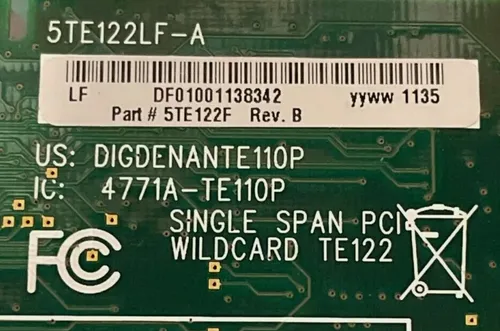 5TE122LF-A
LF DF01001138342 yyww 1135
Part # 5TE122F Rev. B
US: DIGDENANTE110P
IC: 4771A-TE110P
SINGLE SPAN PCI
WILDCARD TE122
FC